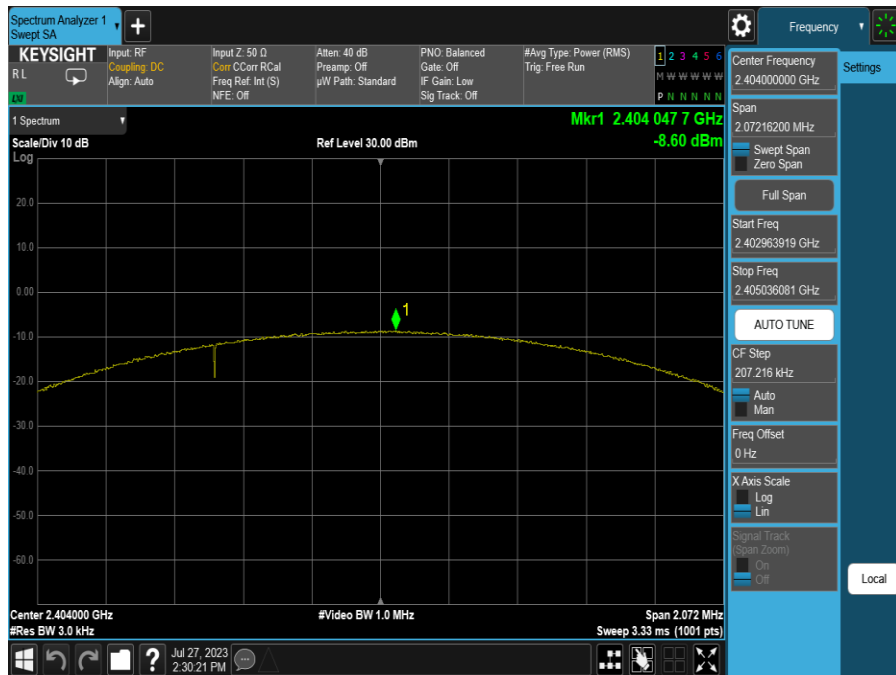 Spectrum Analyzer 1
Swept SA
+
Frequency
KEYSIGHT
R L
LXI
Input: RF
Coupling: DC
Align: Auto
Input Z: 50 Ω
Corr CCorr RCal
Freq Ref: Int (S)
NFE: Off
Atten: 40 dB
Preamp: Off
µW Path: Standard
PNO: Balanced
Gate: Off
IF Gain: Low
Sig Track: Off
#Avg Type: Power (RMS)
Trig: Free Run
1 2 3 4 5 6
M W W W W W
P N N N N N
1 Spectrum
Scale/Div 10 dB
Log
Ref Level 30.00 dBm
Mkr1 2.404 047 7 GHz
-8.60 dBm
20.0
10.0
0.00
-10.0
-20.0
-30.0
-40.0
-50.0
-60.0
1
Center 2.404000 GHz
#Res BW 3.0 kHz
#Video BW 1.0 MHz
Span 2.072 MHz
Sweep 3.33 ms (1001 pts)
Center Frequency
2.404000000 GHz
Span
2.07216200 MHz
Swept Span
Zero Span
Full Span
Start Freq
2.402963919 GHz
Stop Freq
2.405036081 GHz
AUTO TUNE
CF Step
207.216 kHz
Auto
Man
Freq Offset
0 Hz
X Axis Scale
Log
Lin
Signal Track
(Span Zoom)
On
Off
Settings
Local
?
Jul 27, 2023
2:30:21 PM